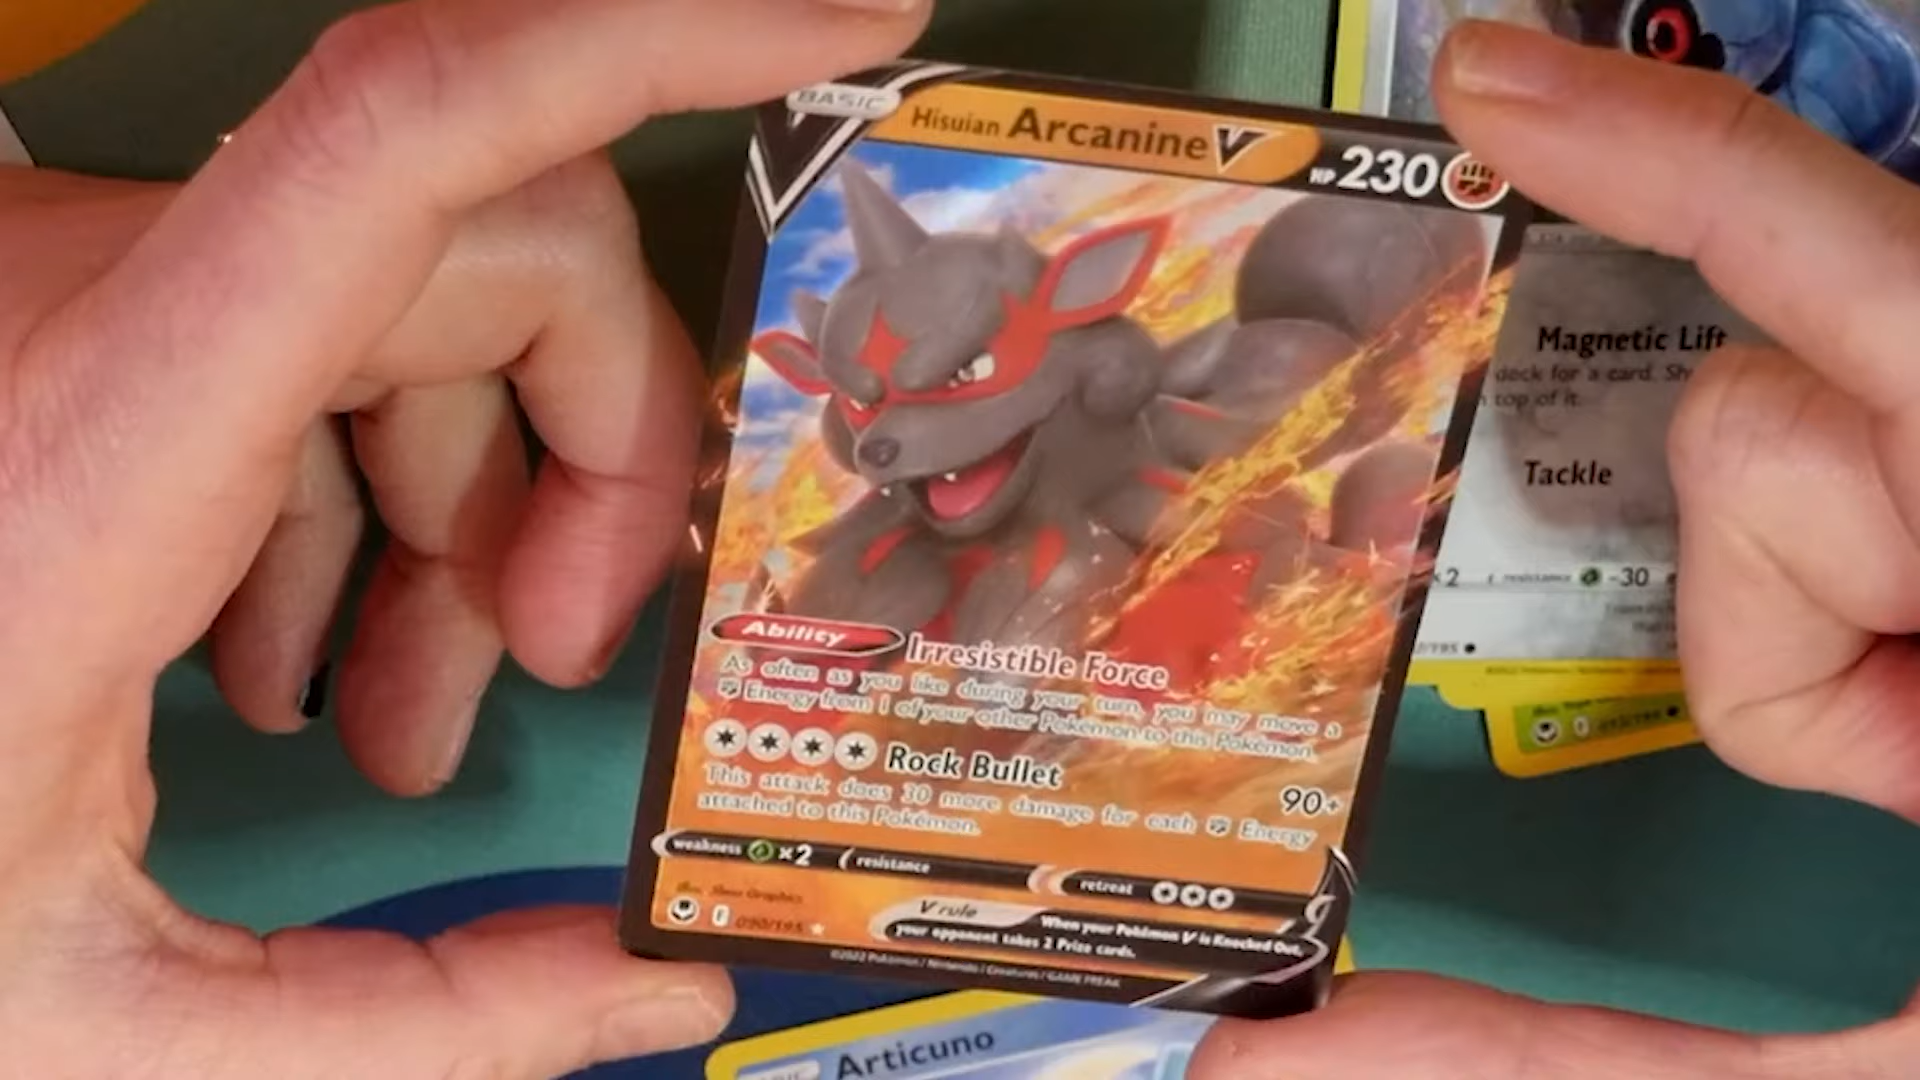 BASIC
Hisuian Arcanine V
HP 230
Ability Irresistible Force
As often as you like during your turn, you may move a
Energy from 1 of your other Pokémon to this Pokémon.
Rock Bullet 90+
This attack does 30 more damage for each Energy
attached to this Pokémon.
weakness ×2 resistance retreat
V rule When your Pokémon V is Knocked Out,
your opponent takes 2 Prize cards.
F 090/195
©2022 Pokémon / Nintendo / Creatures / GAME FREAK
Magnetic Lift
deck for a card. Sh
top of it.
Tackle
×2 resistance -30
/195
Articuno